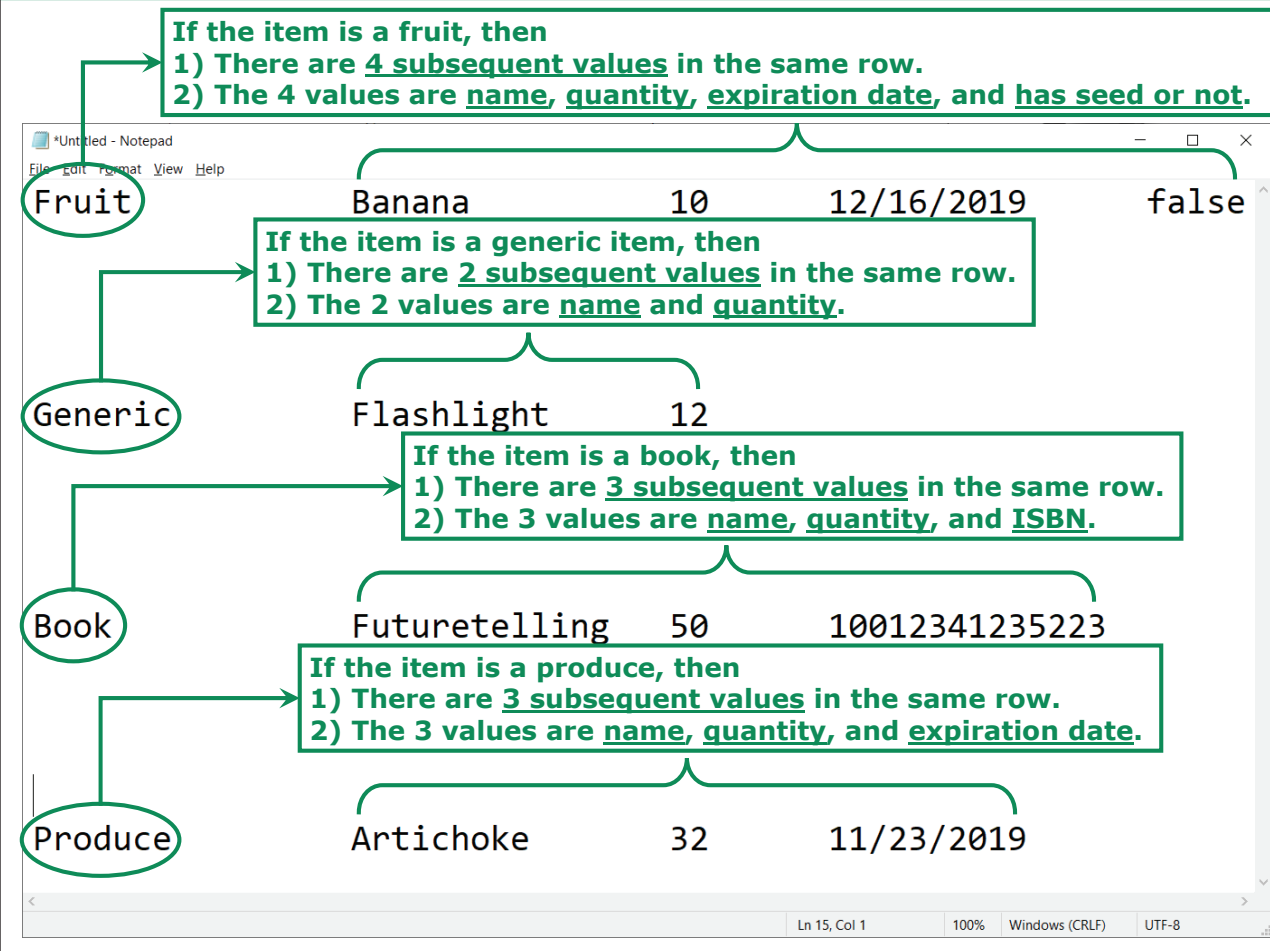 If the item is a fruit, then
1) There are 4 subsequent values in the same row.
2) The 4 values are name, quantity, expiration date, and has seed or not.
*Untitled - Notepad
File Edit Format View Help
Fruit Banana 10 12/16/2019 false
If the item is a generic item, then
1) There are 2 subsequent values in the same row.
2) The 2 values are name and quantity.
Generic Flashlight 12
If the item is a book, then
1) There are 3 subsequent values in the same row.
2) The 3 values are name, quantity, and ISBN.
Book Futuretelling 50 10012341235223
If the item is a produce, then
1) There are 3 subsequent values in the same row.
2) The 3 values are name, quantity, and expiration date.
Produce Artichoke 32 11/23/2019
Ln 15, Col 1 100% Windows (CRLF) UTF-8